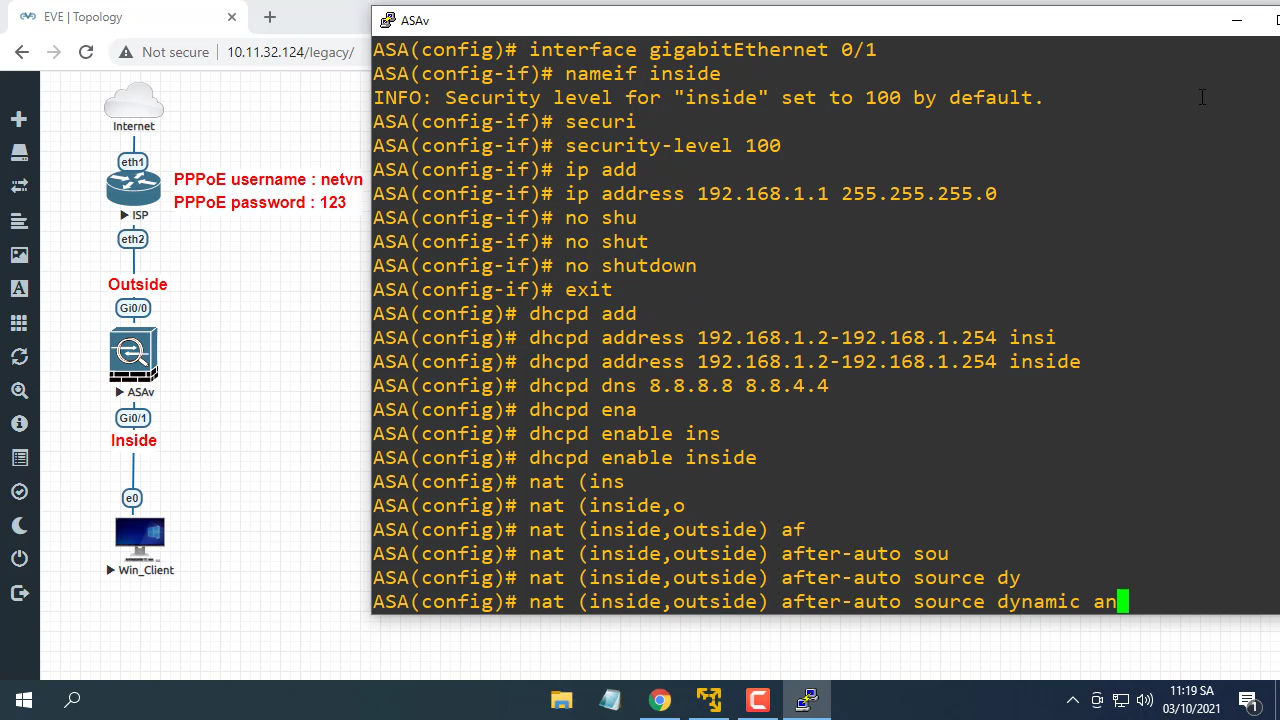 EVE | Topology
ASAv
Not secure
10.11.32.124/legacy/
Internet
eth1
PPPoE username : netvn
PPPoE password : 123
ISP
eth2
Outside
Gi0/0
ASAv
Gi0/1
Inside
e0
Win_Client
ASA(config)# interface gigabitEthernet 0/1
ASA(config-if)# nameif inside
INFO: Security level for "inside" set to 100 by default.
ASA(config-if)# securi
ASA(config-if)# security-level 100
ASA(config-if)# ip add
ASA(config-if)# ip address 192.168.1.1 255.255.255.0
ASA(config-if)# no shu
ASA(config-if)# no shut
ASA(config-if)# no shutdown
ASA(config-if)# exit
ASA(config)# dhcpd add
ASA(config)# dhcpd address 192.168.1.2-192.168.1.254 insi
ASA(config)# dhcpd address 192.168.1.2-192.168.1.254 inside
ASA(config)# dhcpd dns 8.8.8.8 8.8.4.4
ASA(config)# dhcpd ena
ASA(config)# dhcpd enable ins
ASA(config)# dhcpd enable inside
ASA(config)# nat (ins
ASA(config)# nat (inside,o
ASA(config)# nat (inside,outside) af
ASA(config)# nat (inside,outside) after-auto sou
ASA(config)# nat (inside,outside) after-auto source dy
ASA(config)# nat (inside,outside) after-auto source dynamic an
11:19 SA
03/10/2021
1